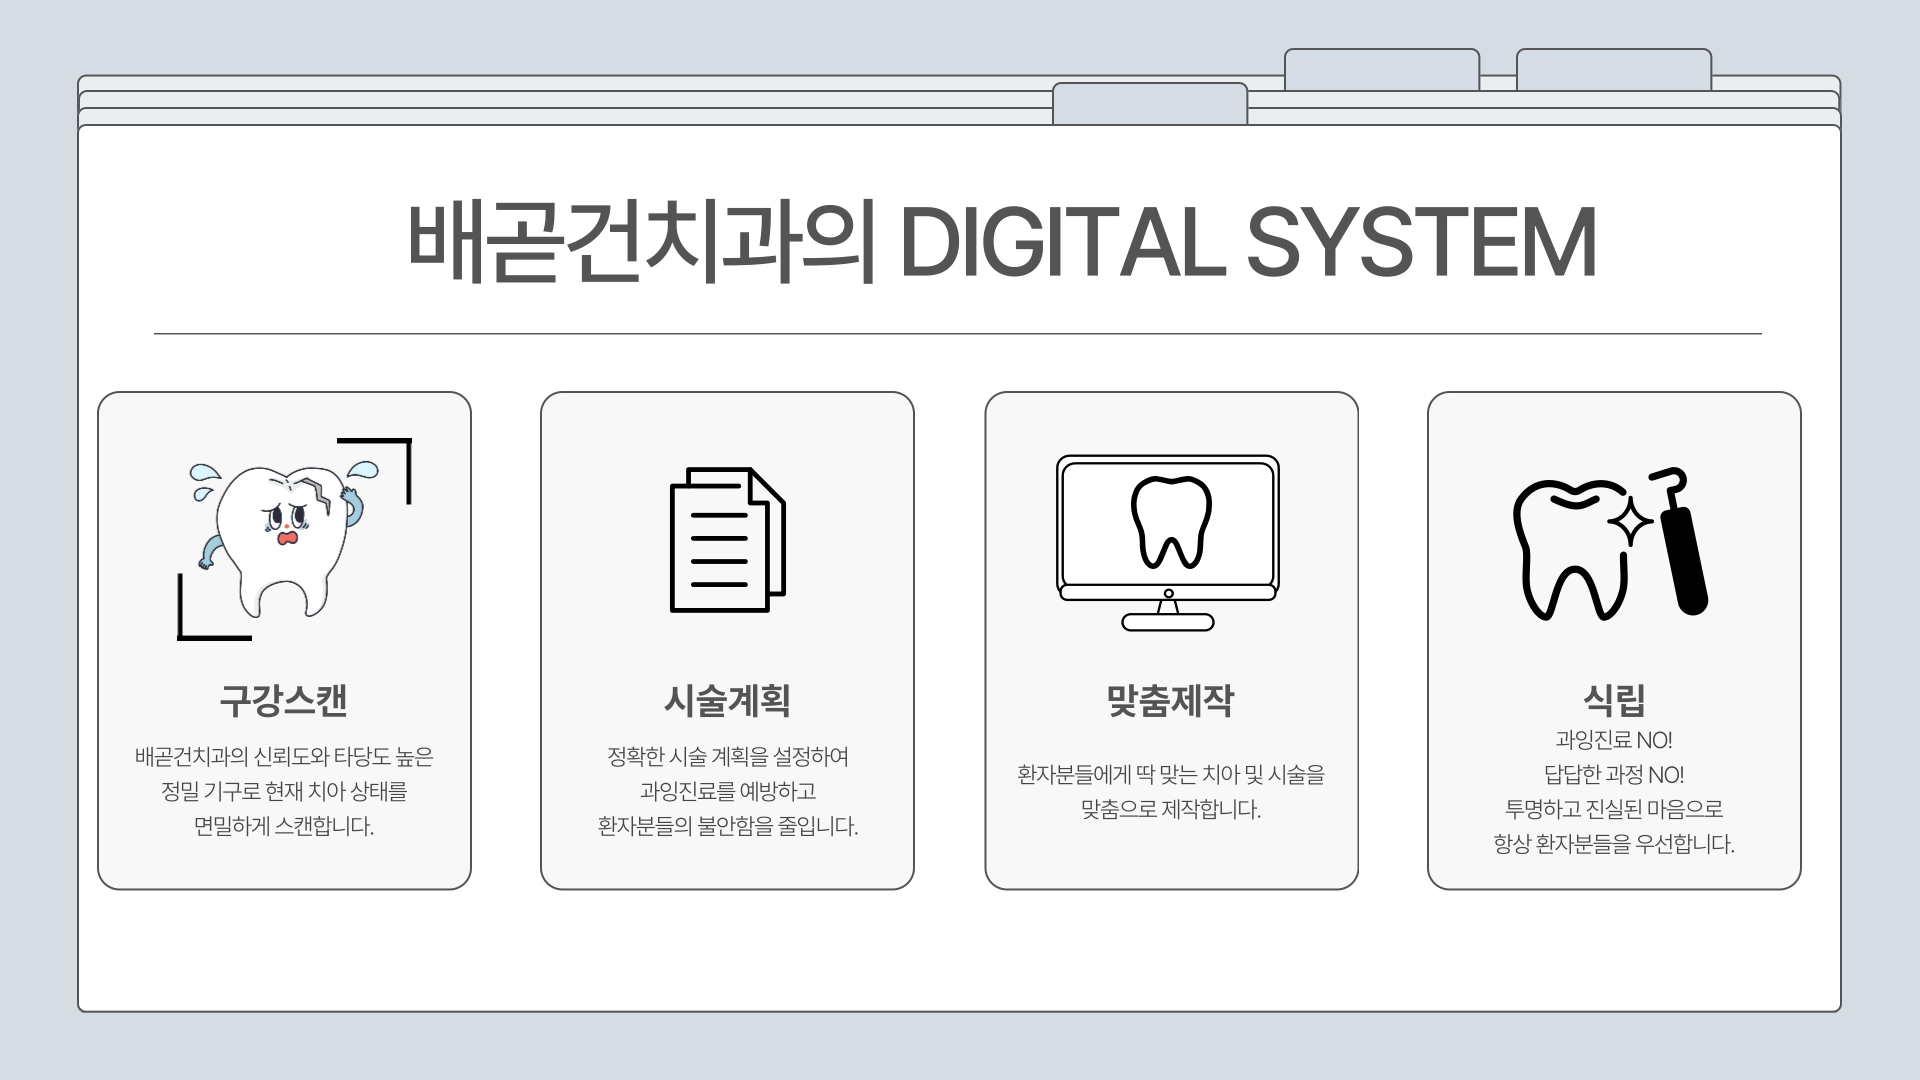 배곧건치과의 DIGITAL SYSTEM
구강스캔
배곧건치과의 신뢰도와 타당도 높은
정밀 기구로 현재 치아 상태를
면밀하게 스캔합니다.
시술계획
정확한 시술 계획을 설정하여
과잉진료를 예방하고
환자분들의 불안함을 줄입니다.
맞춤제작
환자분들에게 딱 맞는 치아 및 시술을
맞춤으로 제작합니다.
식립
과잉진료 NO!
답답한 과정 NO!
투명하고 진실된 마음으로
항상 환자분들을 우선합니다.